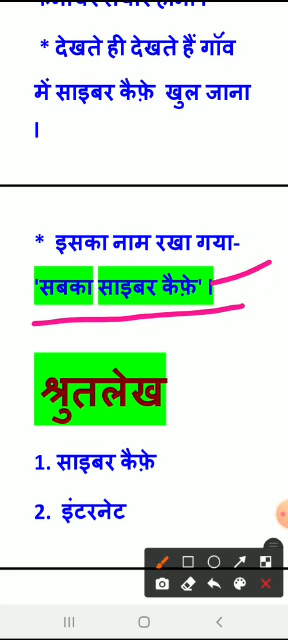 * देखते ही देखते हैं गॉव
में साइबर कैफ़े खुल जाना
।
* इसका नाम रखा गया-
'सबका साइबर कैफ़े' ।
श्रुतलेख
1. साइबर कैफ़े
2. इंटरनेट